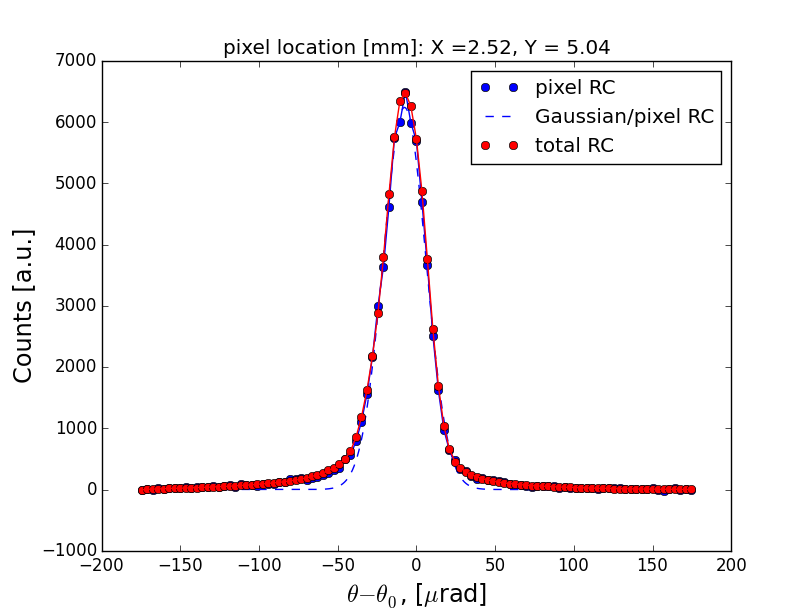 pixel location [mm]: X =2.52, Y = 5.04
7000
6000
5000
4000
3000
2000
1000
0
−1000
Counts [a.u.]
pixel RC
Gaussian/pixel RC
total RC
−200 −150 −100 −50 0 50 100 150 200
θ−θ₀, [μrad]